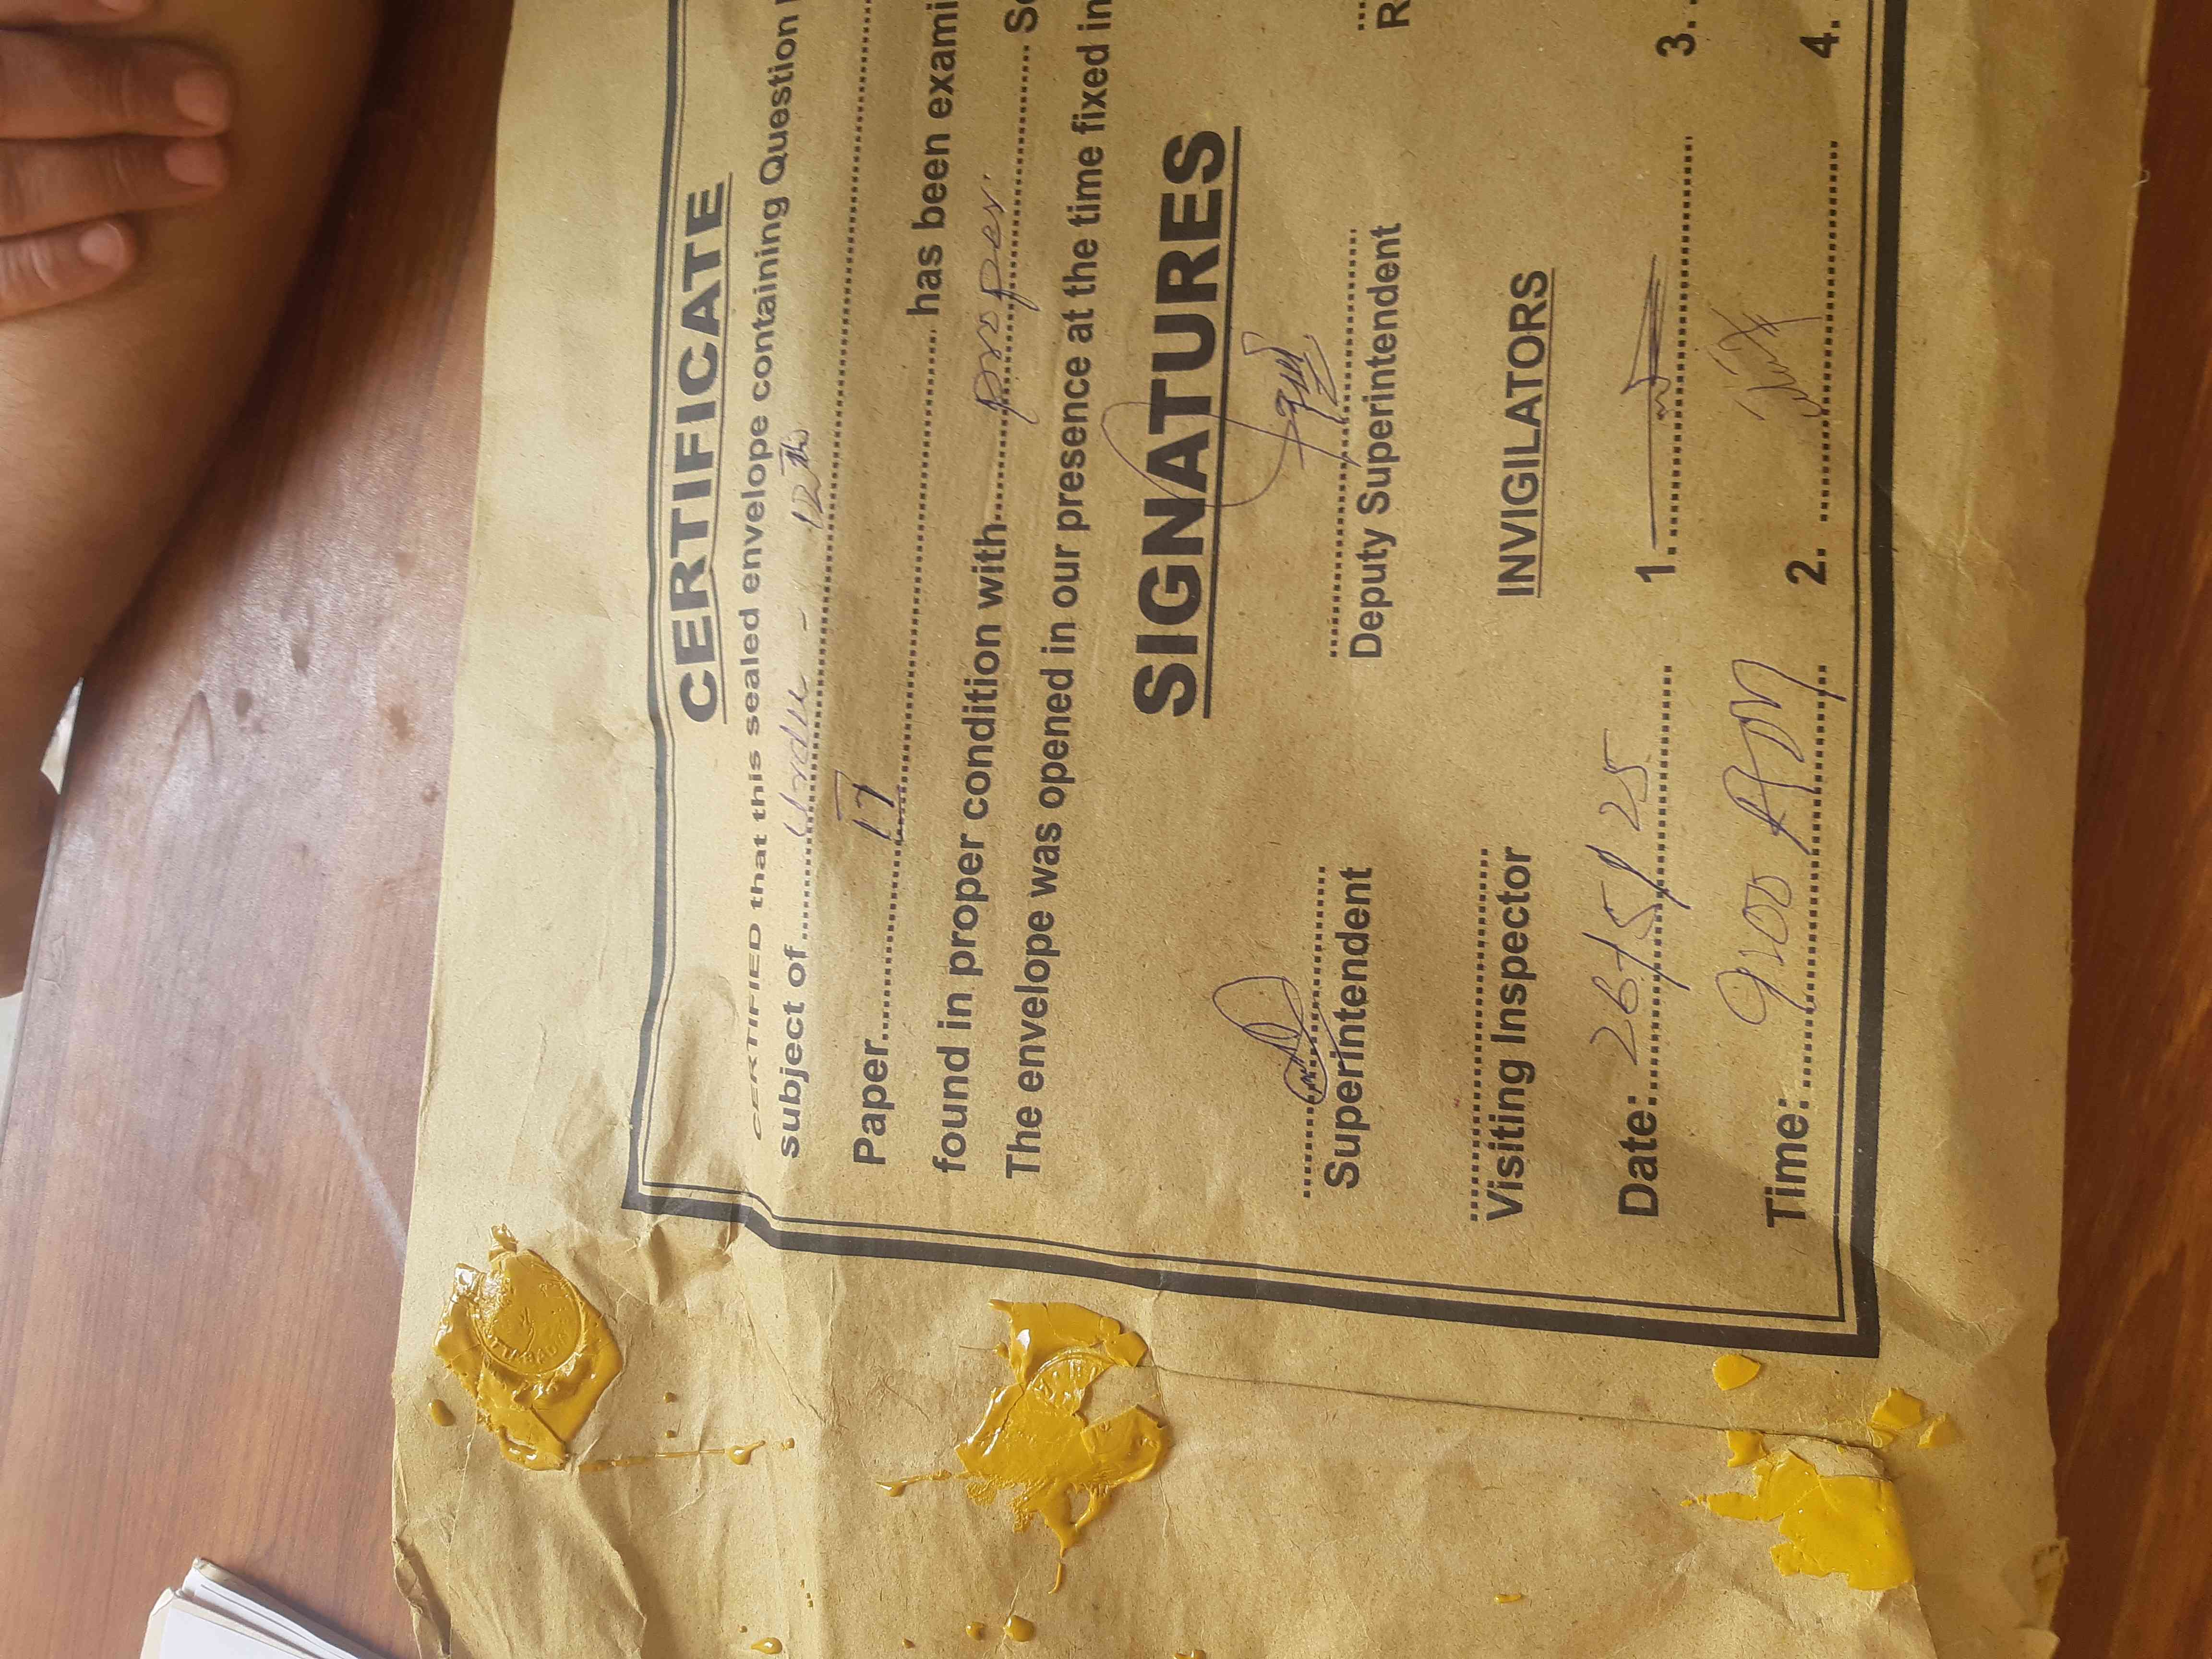 CERTIFICATE
CERTIFIED that this sealed envelope containing Question
subject of Urdu - 12th
Paper 17
has been exami
found in proper condition with proper. S
The envelope was opened in our presence at the time fixed in
SIGNATURES
Superintendent
Deputy Superintendent
R
Visiting Inspector
INVIGILATORS
Date: 26/5/25
1.
3.
Time: 9:00 AM
2.
4.